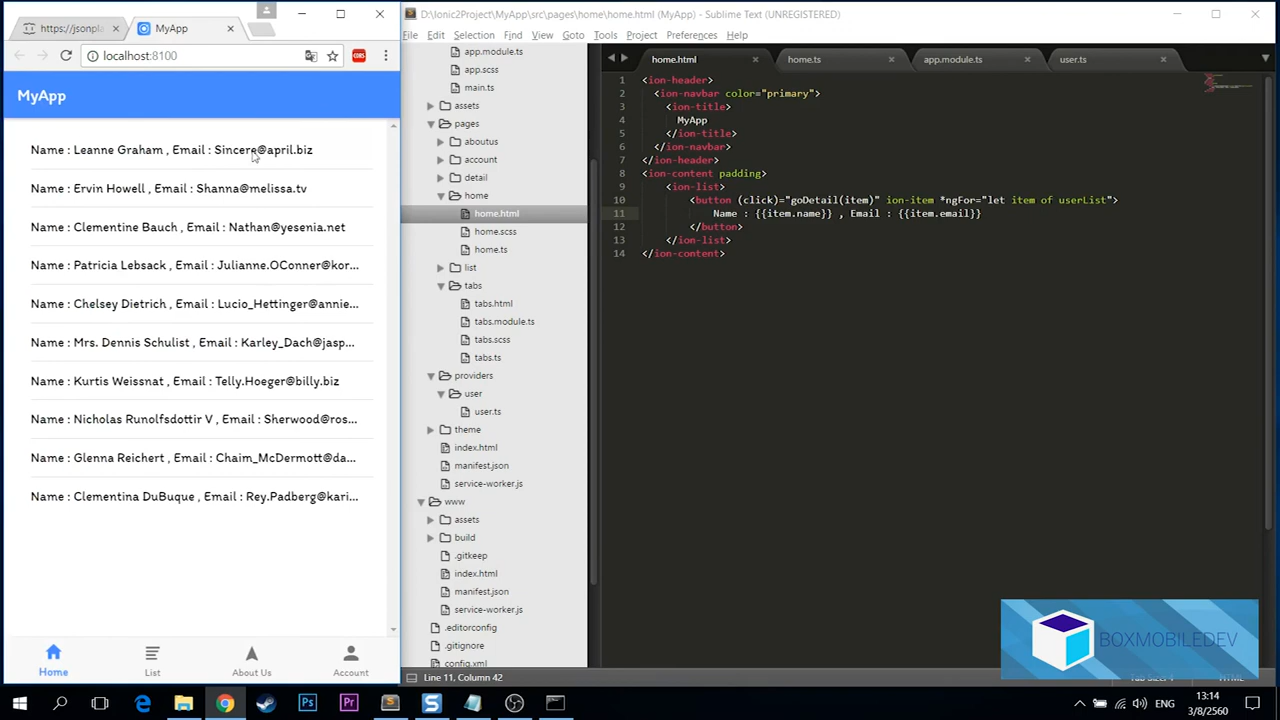 https://jsonpla
MyApp
localhost:8100
MyApp
Name : Leanne Graham , Email : Sincere@april.biz
Name : Ervin Howell , Email : Shanna@melissa.tv
Name : Clementine Bauch , Email : Nathan@yesenia.net
Name : Patricia Lebsack , Email : Julianne.OConner@kor...
Name : Chelsey Dietrich , Email : Lucio_Hettinger@annie...
Name : Mrs. Dennis Schulist , Email : Karley_Dach@jasp...
Name : Kurtis Weissnat , Email : Telly.Hoeger@billy.biz
Name : Nicholas Runolfsdottir V , Email : Sherwood@ros...
Name : Glenna Reichert , Email : Chaim_McDermott@da...
Name : Clementina DuBuque , Email : Rey.Padberg@kari...
Home
List
About Us
Account
D:\Ionic2Project\MyApp\src\pages\home\home.html (MyApp) - Sublime Text (UNREGISTERED)
File Edit Selection Find View Goto Tools Project Preferences Help
app.module.ts
app.scss
main.ts
assets
pages
aboutus
account
detail
home
home.html
home.scss
home.ts
list
tabs
tabs.html
tabs.module.ts
tabs.scss
tabs.ts
providers
user
user.ts
theme
index.html
manifest.json
service-worker.js
www
assets
build
.gitkeep
index.html
manifest.json
service-worker.js
.editorconfig
.gitignore
config.xml
home.html
home.ts
app.module.ts
user.ts
1 <ion-header>
2 <ion-navbar color="primary">
3 <ion-title>
4 MyApp
5 </ion-title>
6 </ion-navbar>
7 </ion-header>
8 <ion-content padding>
9 <ion-list>
10 <button (click)="goDetail(item)" ion-item *ngFor="let item of userList">
11 Name : {{item.name}} , Email : {{item.email}}
12 </button>
13 </ion-list>
14 </ion-content>
BOXMOBILEDEV
Line 11, Column 42
ENG
13:14
3/8/2560